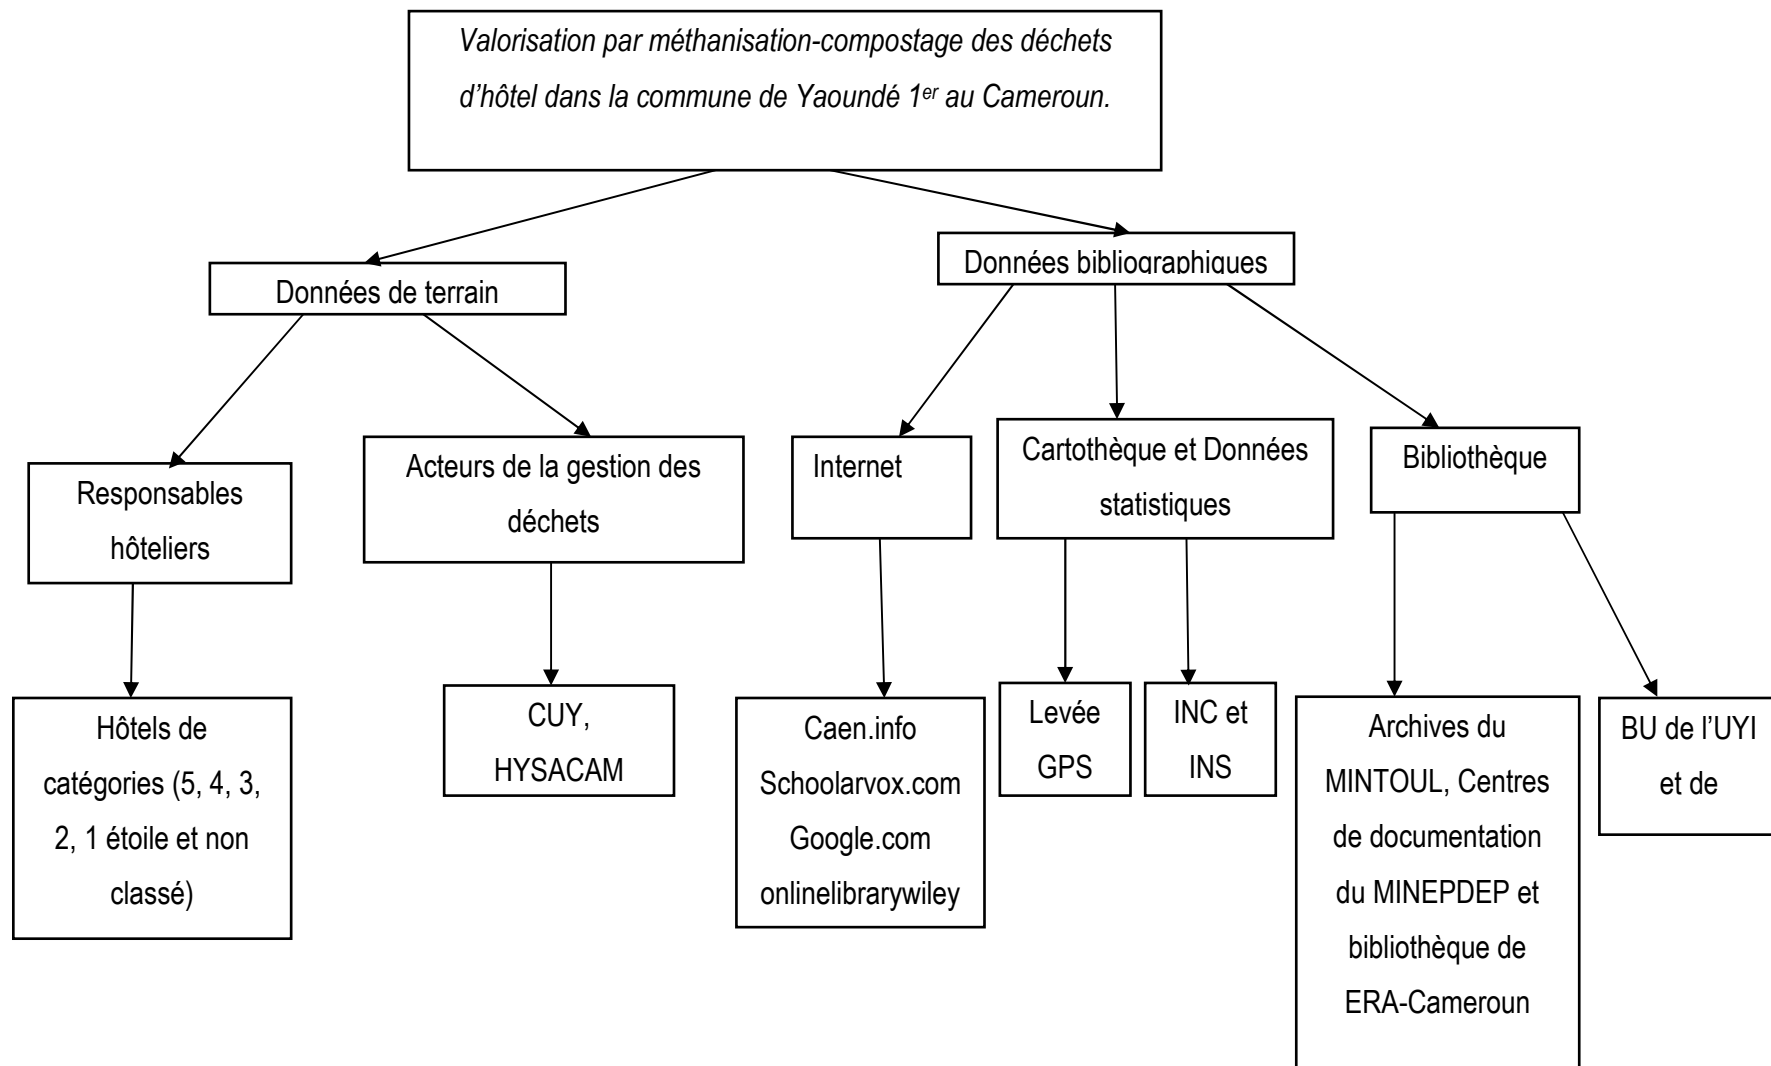 Valorisation par méthanisation-compostage des déchets
d’hôtel dans la commune de Yaoundé 1er au Cameroun.
Données de terrain
Données bibliographiques
Responsables
hôteliers
Acteurs de la gestion des
déchets
Internet
Cartothèque et Données
statistiques
Bibliothèque
Hôtels de
catégories (5, 4, 3,
2, 1 étoile et non
classé)
CUY,
HYSACAM
Caen.info
Schoolarvox.com
Google.com
onlinelibrarywiley
Levée
GPS
INC et
INS
Archives du
MINTOUL, Centres
de documentation
du MINEPDEP et
bibliothèque de
ERA-Cameroun
BU de l’UYI
et de